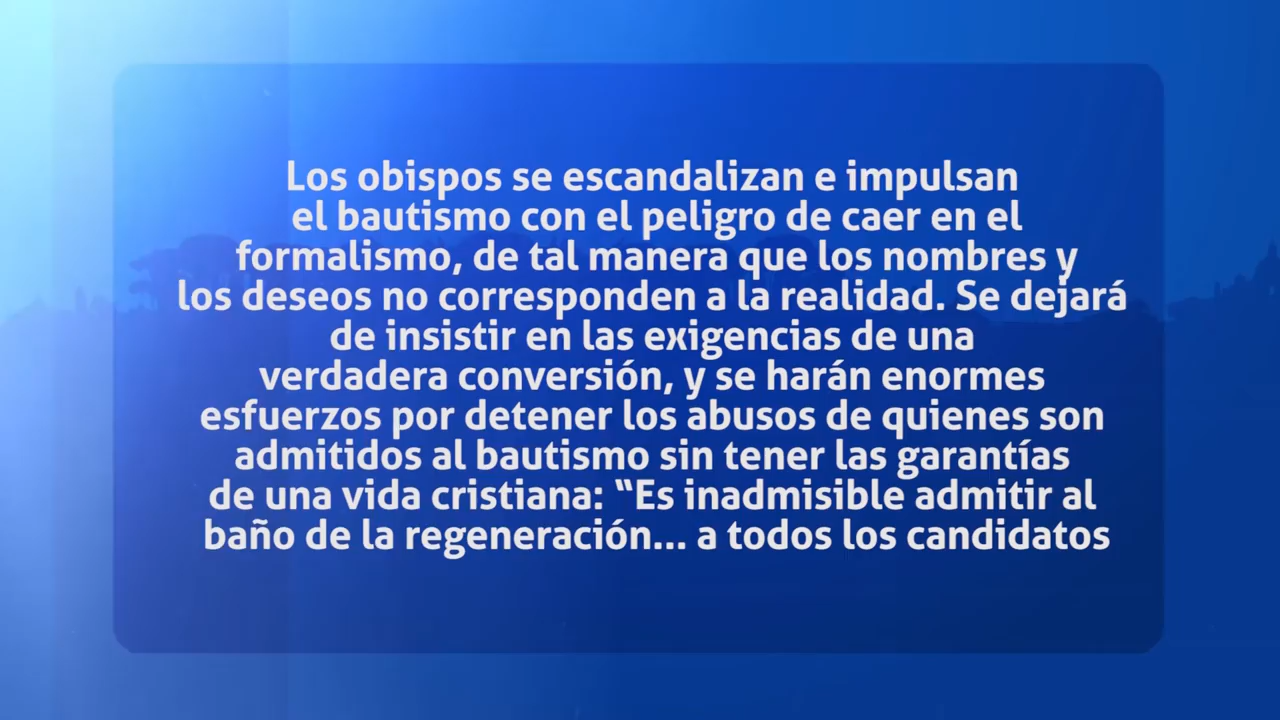 Los obispos se escandalizan e impulsan
el bautismo con el peligro de caer en el
formalismo, de tal manera que los nombres y
los deseos no corresponden a la realidad. Se dejará
de insistir en las exigencias de una
verdadera conversión, y se harán enormes
esfuerzos por detener los abusos de quienes son
admitidos al bautismo sin tener las garantías
de una vida cristiana: “Es inadmisible admitir al
baño de la regeneración... a todos los candidatos